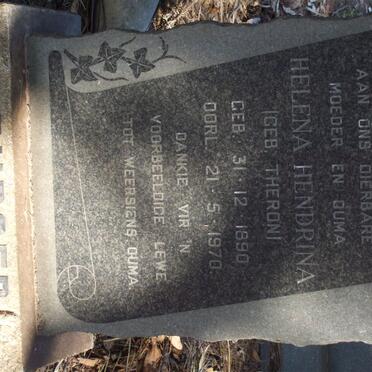 AAN ONS DIERBARE
MOEDER EN OUMA
HELENA HENDRINA
(GEB THERON)
GEB. 31. 12. 1890.
OORL. 21. 5. 1970.
DANKIE VIR 'N
VOORBEELDIGE LEWE
TOT WEERSIENS OUMA